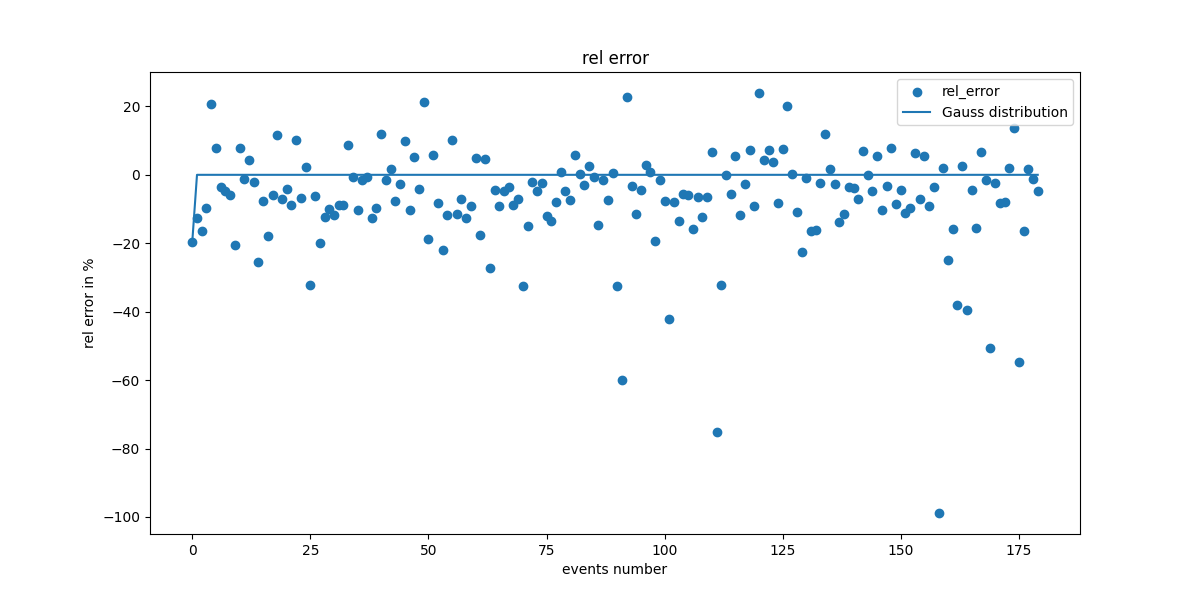 rel error
rel_error
Gauss distribution
20
0
−20
−40
−60
−80
−100
rel error in %
0 25 50 75 100 125 150 175
events number